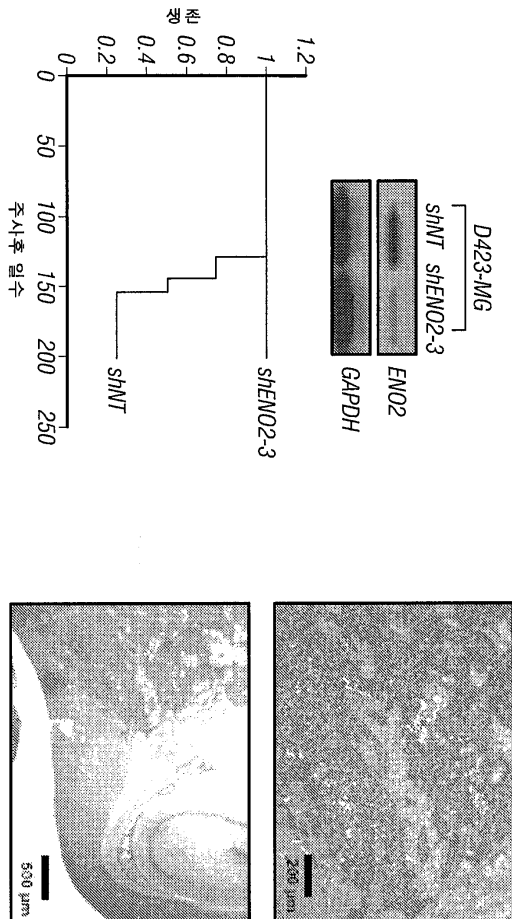 D423-MG
shNT shENO2-3
ENO2
GAPDH
생존
1.2
1
0.8
0.6
0.4
0.2
0
0 50 100 150 200 250
주사후 일수
shENO2-3
shNT
200 µm
500 µm